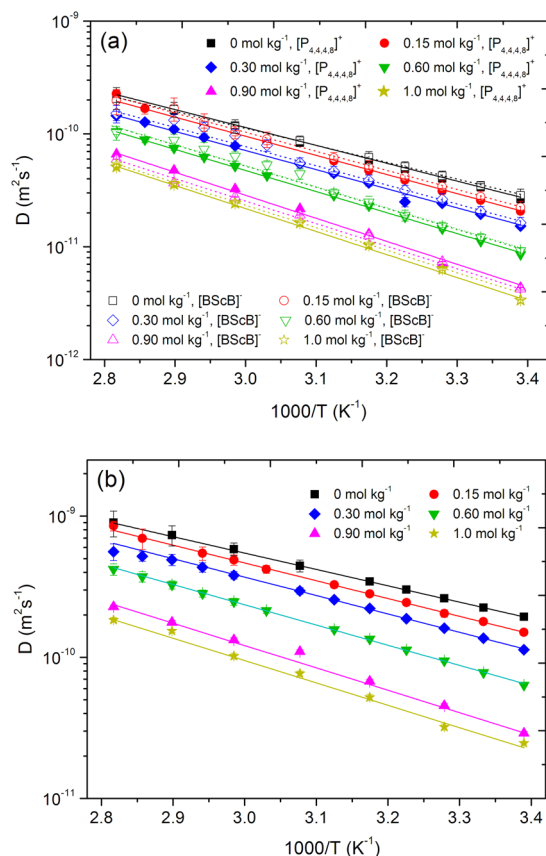 (a)
0 mol kg⁻¹, [P₄,₄,₄,₈]⁺ 0.15 mol kg⁻¹, [P₄,₄,₄,₈]⁺
0.30 mol kg⁻¹, [P₄,₄,₄,₈]⁺ 0.60 mol kg⁻¹, [P₄,₄,₄,₈]⁺
0.90 mol kg⁻¹, [P₄,₄,₄,₈]⁺ 1.0 mol kg⁻¹, [P₄,₄,₄,₈]⁺
10⁻⁹
10⁻¹⁰
10⁻¹¹
10⁻¹²
D (m²s⁻¹)
0 mol kg⁻¹, [BScB]⁻ 0.15 mol kg⁻¹, [BScB]⁻
0.30 mol kg⁻¹, [BScB]⁻ 0.60 mol kg⁻¹, [BScB]⁻
0.90 mol kg⁻¹, [BScB]⁻ 1.0 mol kg⁻¹, [BScB]⁻
2.8 2.9 3.0 3.1 3.2 3.3 3.4
1000/T (K⁻¹)
(b)
0 mol kg⁻¹ 0.15 mol kg⁻¹
0.30 mol kg⁻¹ 0.60 mol kg⁻¹
0.90 mol kg⁻¹ 1.0 mol kg⁻¹
10⁻⁹
10⁻¹⁰
10⁻¹¹
D (m²s⁻¹)
2.8 2.9 3.0 3.1 3.2 3.3 3.4
1000/T (K⁻¹)